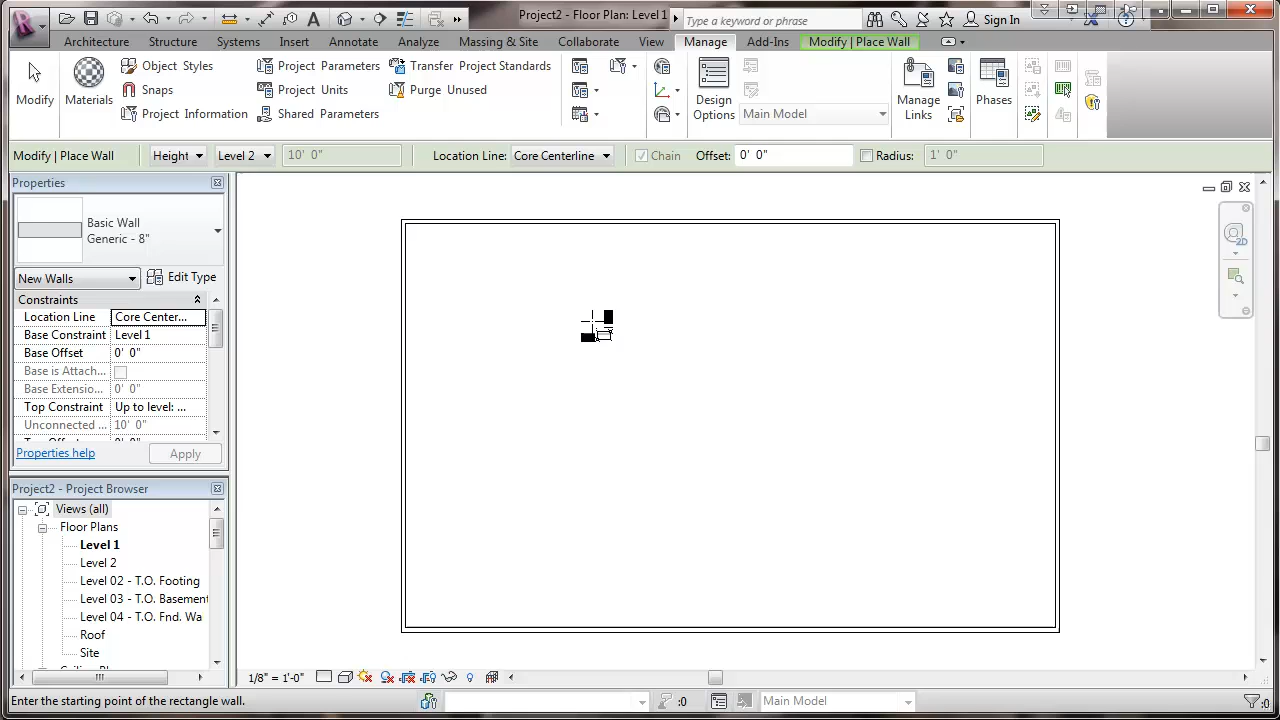 Project2 - Floor Plan: Level 1
Type a keyword or phrase
Sign In
Architecture
Structure
Systems
Insert
Annotate
Analyze
Massing & Site
Collaborate
View
Manage
Add-Ins
Modify | Place Wall
Modify
Materials
Object Styles
Snaps
Project Information
Project Parameters
Project Units
Shared Parameters
Transfer Project Standards
Purge Unused
Design
Options
Main Model
Manage
Links
Phases
Modify | Place Wall
Height
Level 2
10' 0"
Location Line:
Core Centerline
Chain
Offset:
0' 0"
Radius:
1' 0"
Properties
Basic Wall
Generic - 8"
New Walls
Edit Type
Constraints
Location Line
Core Center...
Base Constraint
Level 1
Base Offset
0' 0"
Base is Attach...
Base Extensio...
0' 0"
Top Constraint
Up to level: ...
Unconnected ...
10' 0"
Properties help
Apply
Project2 - Project Browser
Views (all)
Floor Plans
Level 1
Level 2
Level 02 - T.O. Footing
Level 03 - T.O. Basement
Level 04 - T.O. Fnd. Wa
Roof
Site
2D
1/8" = 1'-0"
Enter the starting point of the rectangle wall.
:0
Main Model
:0